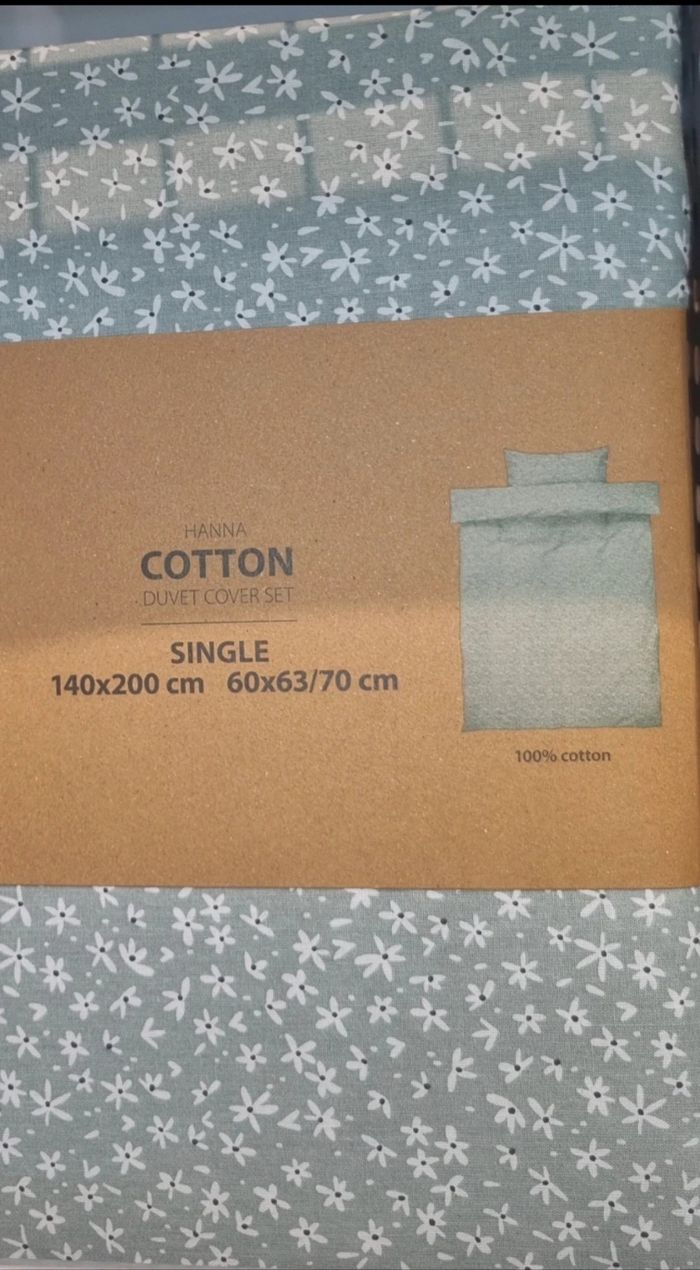 HANNA
COTTON
DUVET COVER SET
SINGLE
140x200 cm 60x63/70 cm
100% cotton